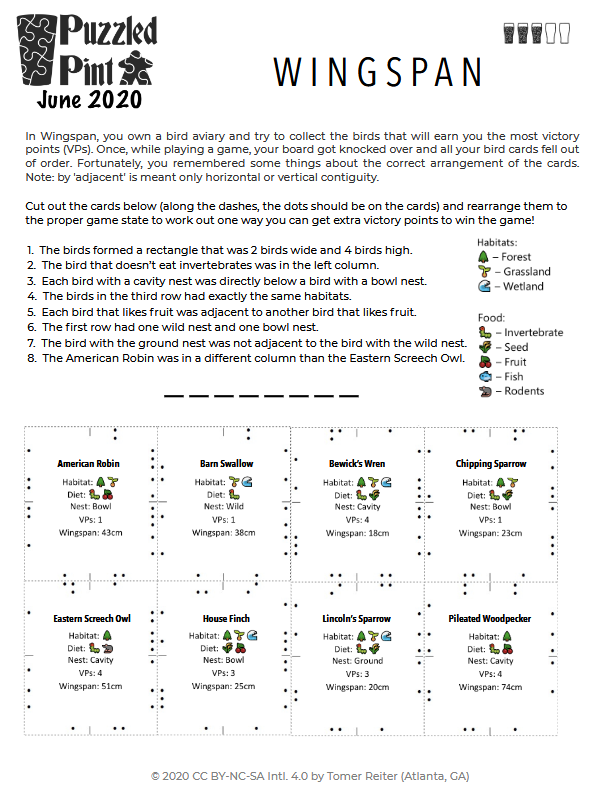 Puzzled
Pint
June 2020
WINGSPAN
In Wingspan, you own a bird aviary and try to collect the birds that will earn you the most victory
points (VPs). Once, while playing a game, your board got knocked over and all your bird cards fell out
of order. Fortunately, you remembered some things about the correct arrangement of the cards.
Note: by 'adjacent' is meant only horizontal or vertical contiguity.
Cut out the cards below (along the dashes, the dots should be on the cards) and rearrange them to
the proper game state to work out one way you can get extra victory points to win the game!
1. The birds formed a rectangle that was 2 birds wide and 4 birds high.
2. The bird that doesn't eat invertebrates was in the left column.
3. Each bird with a cavity nest was directly below a bird with a bowl nest.
4. The birds in the third row had exactly the same habitats.
5. Each bird that likes fruit was adjacent to another bird that likes fruit.
6. The first row had one wild nest and one bowl nest.
7. The bird with the ground nest was not adjacent to the bird with the wild nest.
8. The American Robin was in a different column than the Eastern Screech Owl.
Habitats:
– Forest
– Grassland
– Wetland
Food:
– Invertebrate
– Seed
– Fruit
– Fish
– Rodents
American Robin
Habitat:
Diet:
Nest: Bowl
VPs: 1
Wingspan: 43cm
Barn Swallow
Habitat:
Diet:
Nest: Wild
VPs: 1
Wingspan: 38cm
Bewick's Wren
Habitat:
Diet:
Nest: Cavity
VPs: 4
Wingspan: 18cm
Chipping Sparrow
Habitat:
Diet:
Nest: Bowl
VPs: 1
Wingspan: 23cm
Eastern Screech Owl
Habitat:
Diet:
Nest: Cavity
VPs: 4
Wingspan: 51cm
House Finch
Habitat:
Diet:
Nest: Bowl
VPs: 3
Wingspan: 25cm
Lincoln's Sparrow
Habitat:
Diet:
Nest: Ground
VPs: 3
Wingspan: 20cm
Pileated Woodpecker
Habitat:
Diet:
Nest: Cavity
VPs: 4
Wingspan: 74cm
© 2020 CC BY-NC-SA Intl. 4.0 by Tomer Reiter (Atlanta, GA)